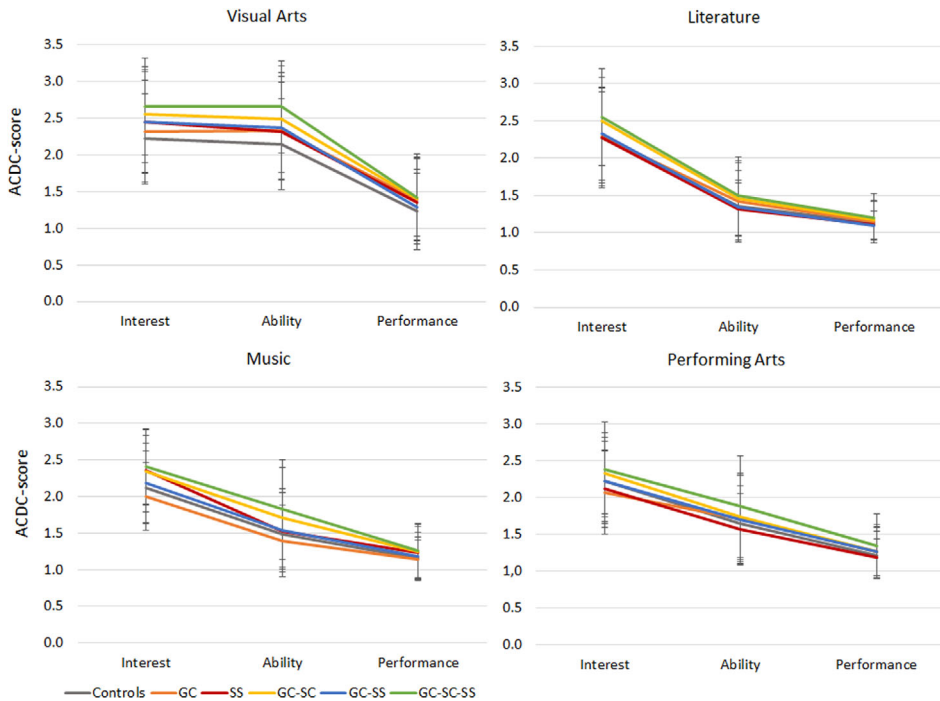 Visual Arts
ACDC-score
3.5
3.0
2.5
2.0
1.5
1.0
0.5
0.0
Interest Ability Performance
Literature
3.5
3.0
2.5
2.0
1.5
1.0
0.5
0.0
Interest Ability Performance
Music
ACDC-score
3.5
3.0
2.5
2.0
1.5
1.0
0.5
0.0
Interest Ability Performance
Performing Arts
3.5
3.0
2.5
2.0
1.5
1,0
0.5
0.0
Interest Ability Performance
Controls GC SS GC-SC GC-SS GC-SC-SS